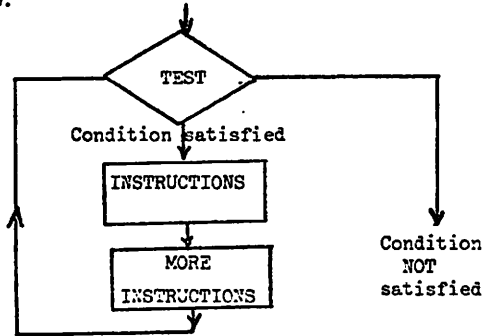 TEST
Condition satisfied
INSTRUCTIONS
MORE
INSTRUCTIONS
Condition
NOT
satisfied